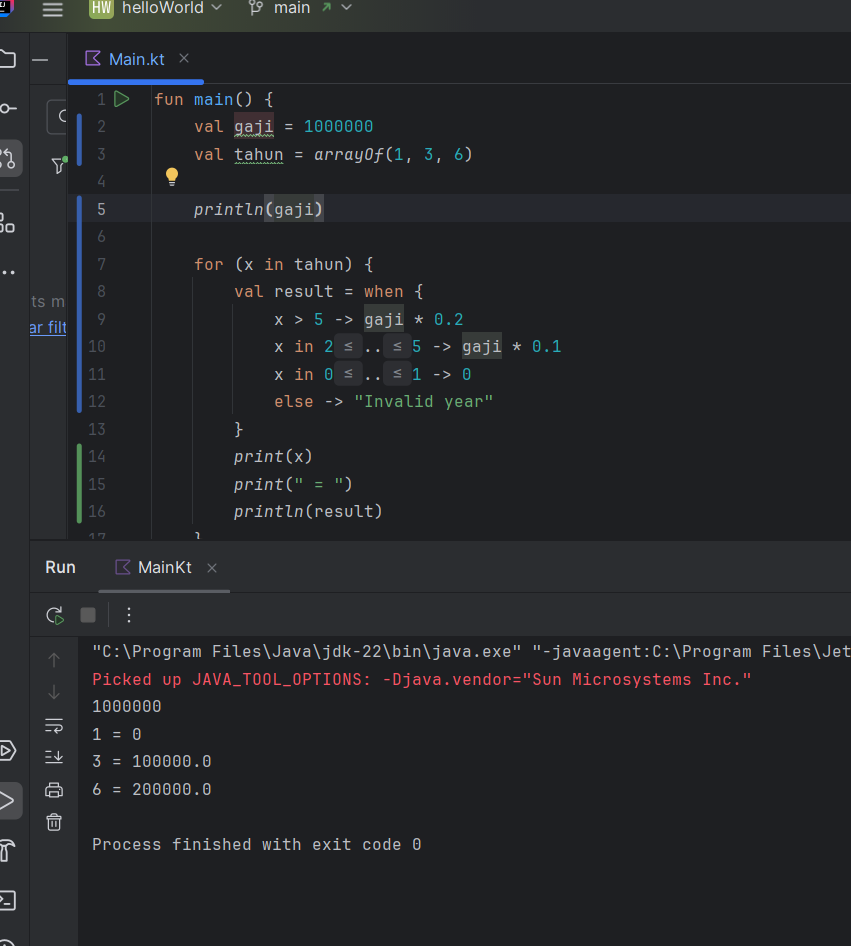 HW helloWorld main
Main.kt
1 fun main() {
2 val gaji = 1000000
3 val tahun = arrayOf(1, 3, 6)
4
5 println(gaji)
6
7 for (x in tahun) {
8 val result = when {
9 x > 5 -> gaji * 0.2
10 x in 2 ≤ .. ≤ 5 -> gaji * 0.1
11 x in 0 ≤ .. ≤ 1 -> 0
12 else -> "Invalid year"
13 }
14 print(x)
15 print(" = ")
16 println(result)
17 }
ts m
ar filt
Run MainKt
"C:\Program Files\Java\jdk-22\bin\java.exe" "-javaagent:C:\Program Files\Jet
Picked up JAVA_TOOL_OPTIONS: -Djava.vendor="Sun Microsystems Inc."
1000000
1 = 0
3 = 100000.0
6 = 200000.0
Process finished with exit code 0